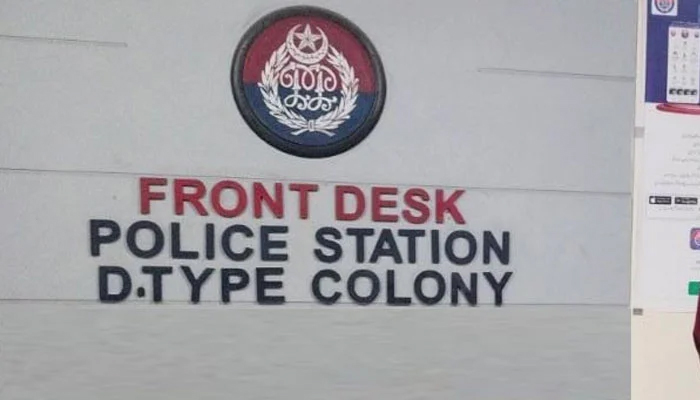 FRONT DESK
POLICE STATION
D.TYPE COLONY